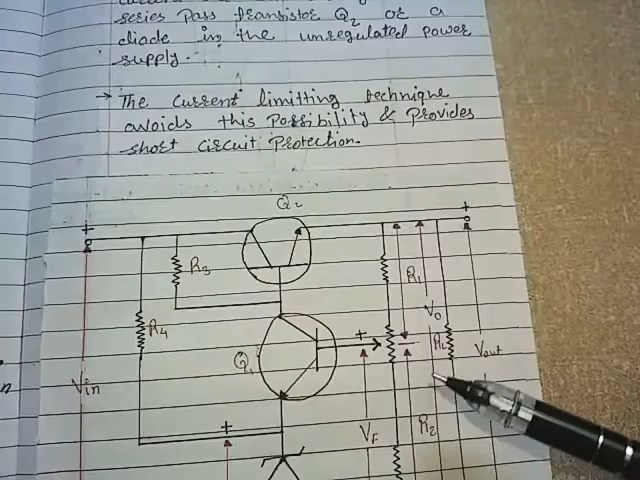 series pass transistor Q2 or a
diode in the unregulated power
supply.
→ The current limitting technique
avoids this possibility & provides
short circuit protection.
Q2
+
+
R3
R1
R4
Vo
+
Q1
RL
Vout
Vin
R2
VF
+